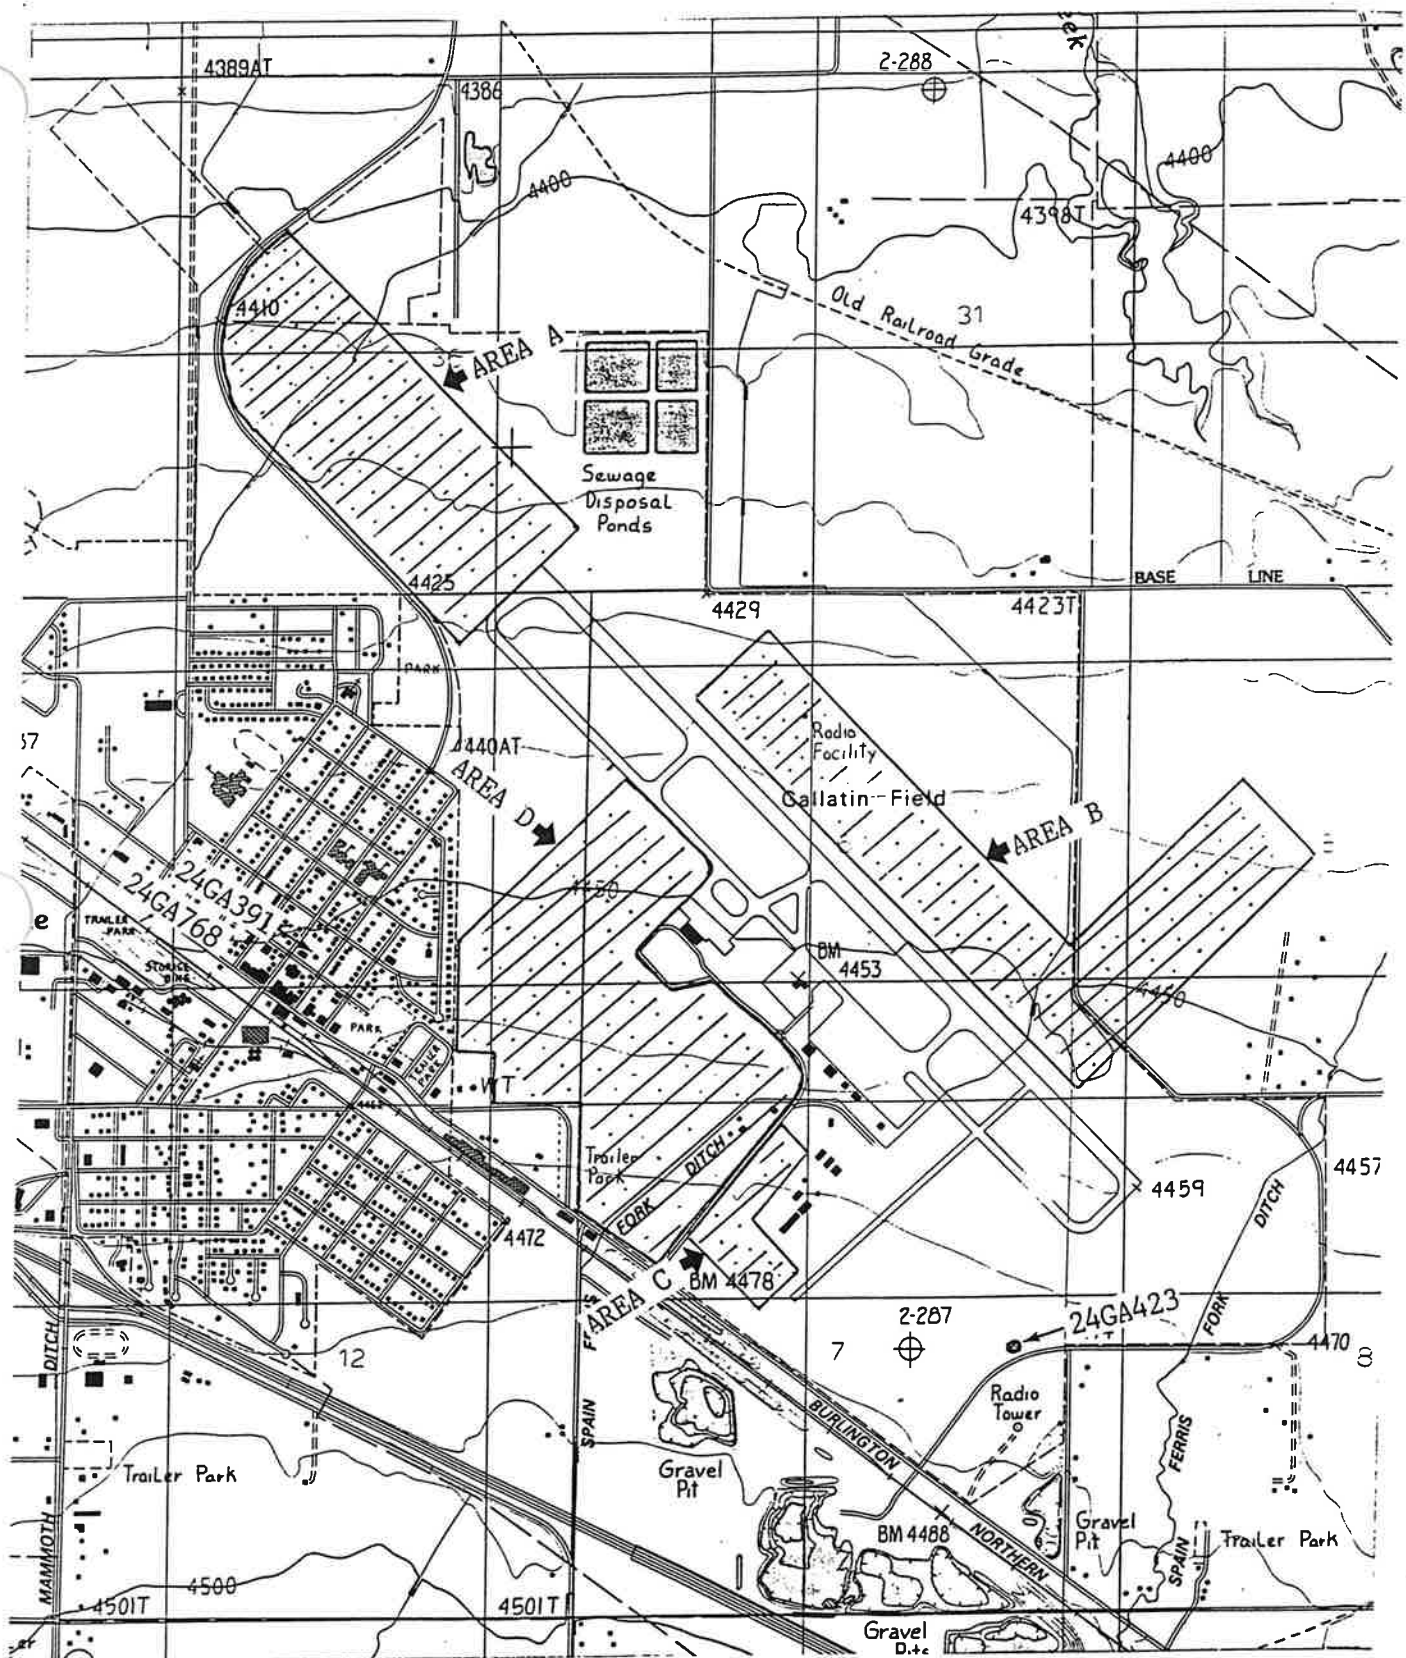 eek
4389AT
4386
2-288
4400
4400
4398T
4410
AREA A
Old Railroad Grade
31
Sewage
Disposal
Ponds
4425
4429
4423T
BASE LINE
PARK
Radio
Facility
440AT
Gallatin Field
AREA D
AREA B
4450
24GA391
24GA768
TRAILER
PARK
BM
4453
4450
PARK
WT
Trailer
Park
FORK DITCH
4457
4459
4472
DITCH
AREA C
BM 4478
2-287
24GA423
FORK
4470
DITCH
12
7
8
SPAIN
Radio
Tower
BURLINGTON
FERRIS
Trailer Park
Gravel
Pit
MAMMOTH
BM 4488
NORTHERN
Gravel
Pit
SPAIN
Trailer Park
4500
4501T
4501T
Gravel